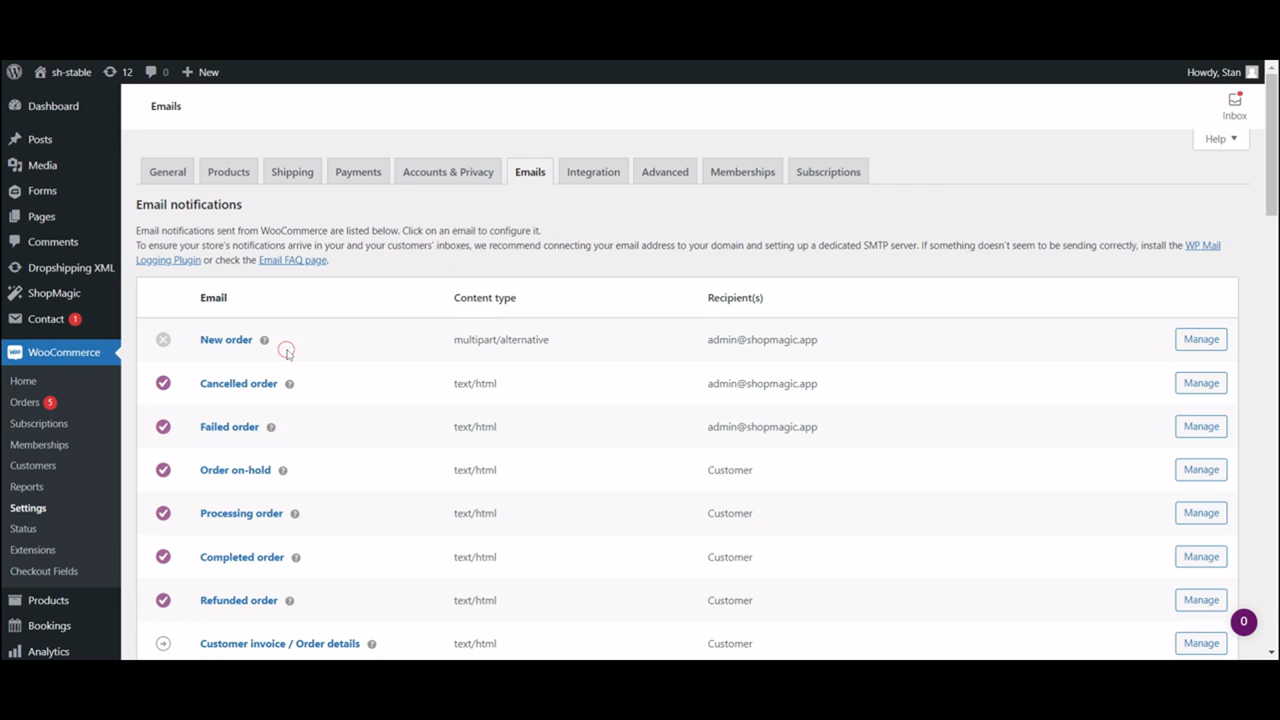 sh-stable 12 0 New Howdy, Stan
Dashboard
Posts
Media
Forms
Pages
Comments
Dropshipping XML
ShopMagic
Contact 1
WooCommerce
Home
Orders 5
Subscriptions
Memberships
Customers
Reports
Settings
Status
Extensions
Checkout Fields
Products
Bookings
Analytics
Emails
Inbox
Help
General Products Shipping Payments Accounts & Privacy Emails Integration Advanced Memberships Subscriptions
Email notifications
Email notifications sent from WooCommerce are listed below. Click on an email to configure it.
To ensure your store's notifications arrive in your and your customers' inboxes, we recommend connecting your email address to your domain and setting up a dedicated SMTP server. If something doesn't seem to be sending correctly, install the WP Mail
Logging Plugin or check the Email FAQ page.
Email Content type Recipient(s)
New order multipart/alternative admin@shopmagic.app Manage
Cancelled order text/html admin@shopmagic.app Manage
Failed order text/html admin@shopmagic.app Manage
Order on-hold text/html Customer Manage
Processing order text/html Customer Manage
Completed order text/html Customer Manage
Refunded order text/html Customer Manage
Customer invoice / Order details text/html Customer Manage
0